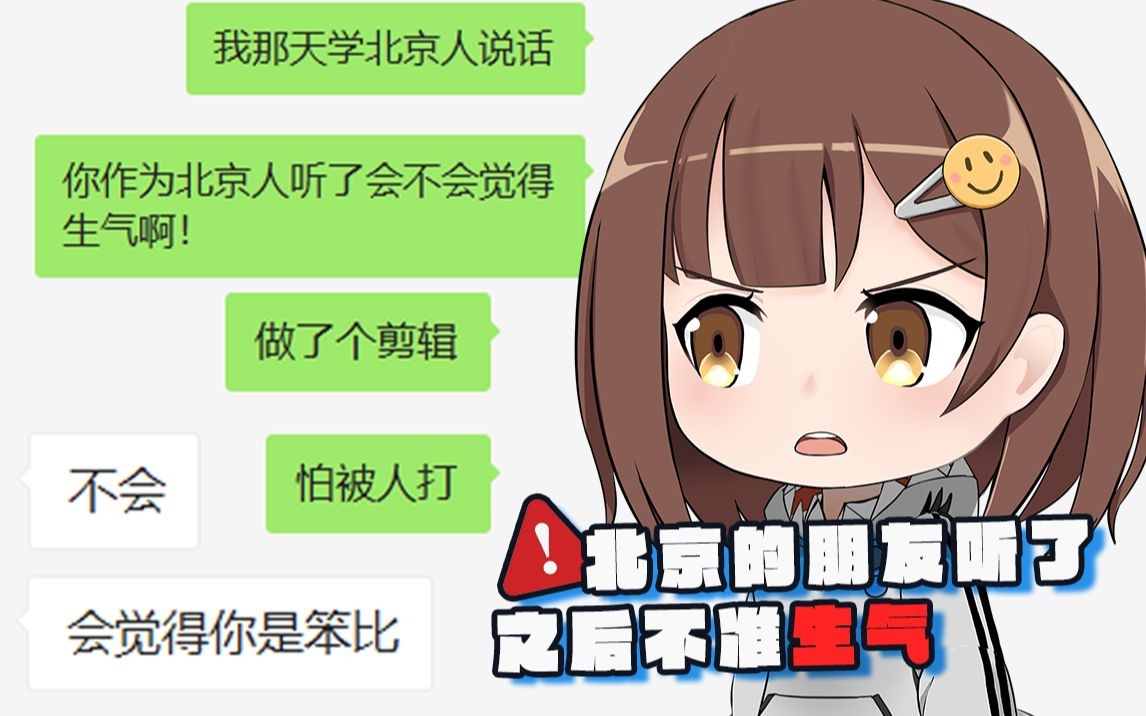 我那天学北京人说话
你作为北京人听了会不会觉得
生气啊！
做了个剪辑
不会
怕被人打
会觉得你是笨比
!北京的朋友听了
之后不准生气